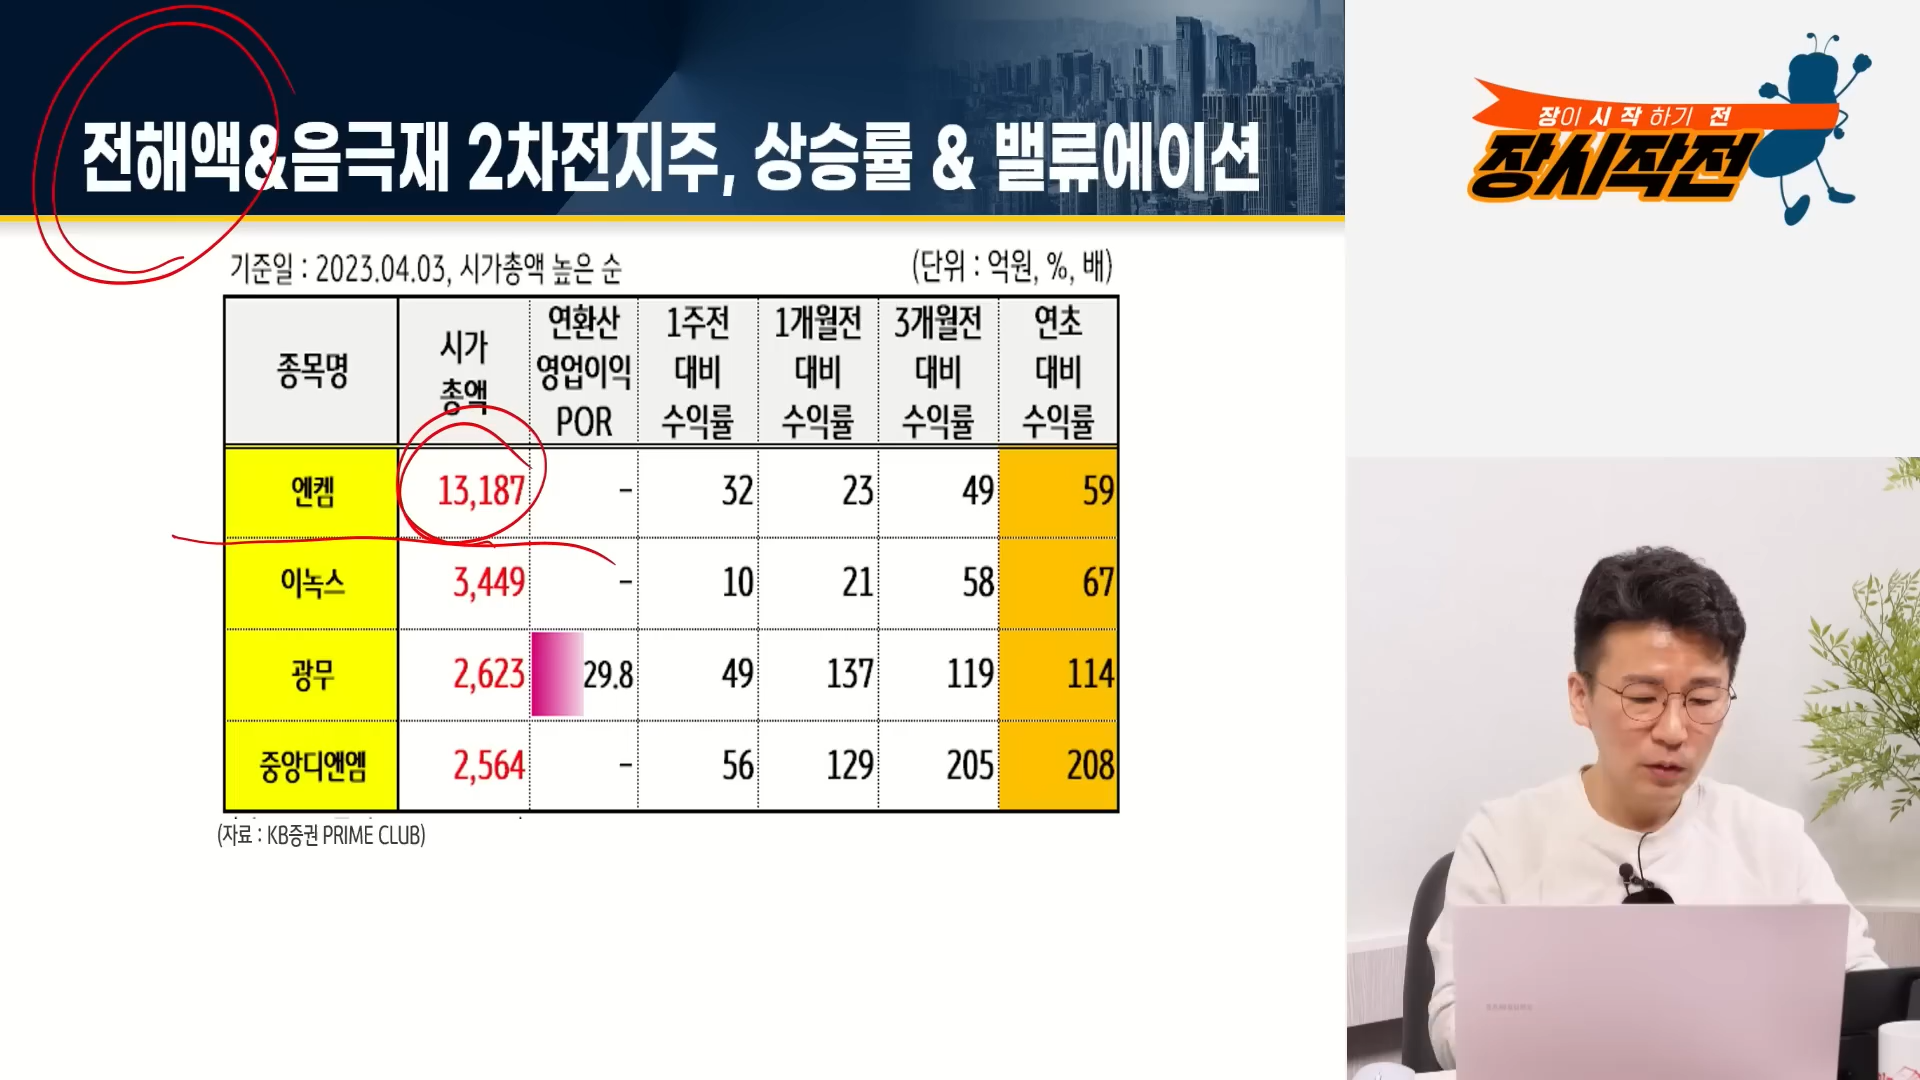 전해액&음극재 2차전지주, 상승률 & 밸류에이션
장이 시작하기 전
장시작전
기준일 : 2023.04.03, 시가총액 높은 순
(단위 : 억원, %, 배)
종목명
시가
총액
연환산
영업이익
POR
1주전
대비
수익률
1개월전
대비
수익률
3개월전
대비
수익률
연초
대비
수익률
엔켐 13,187 - 32 23 49 59
이녹스 3,449 - 10 21 58 67
광무 2,623 29.8 49 137 119 114
중앙디앤엠 2,564 - 56 129 205 208
(자료 : KB증권 PRIME CLUB)
SAMSUNG